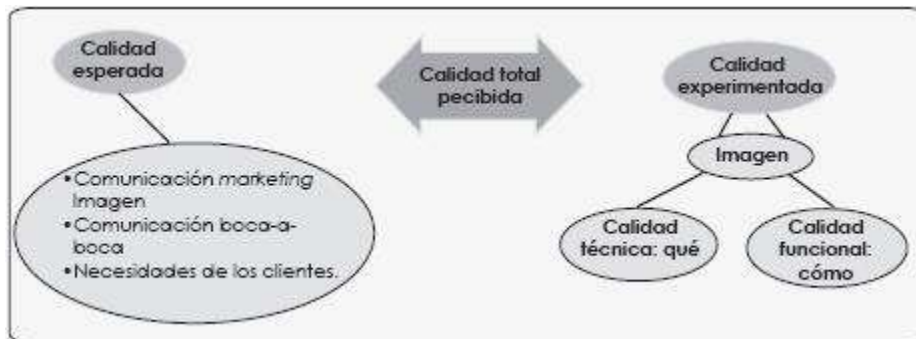 Calidad
esperada
Calidad total
pecibida
Calidad
experimentada
•Comunicación marketing
Imagen
•Comunicación boca-a-
boca
•Necesidades de los clientes.
Imagen
Calidad
técnica: qué
Calidad
funcional:
cómo